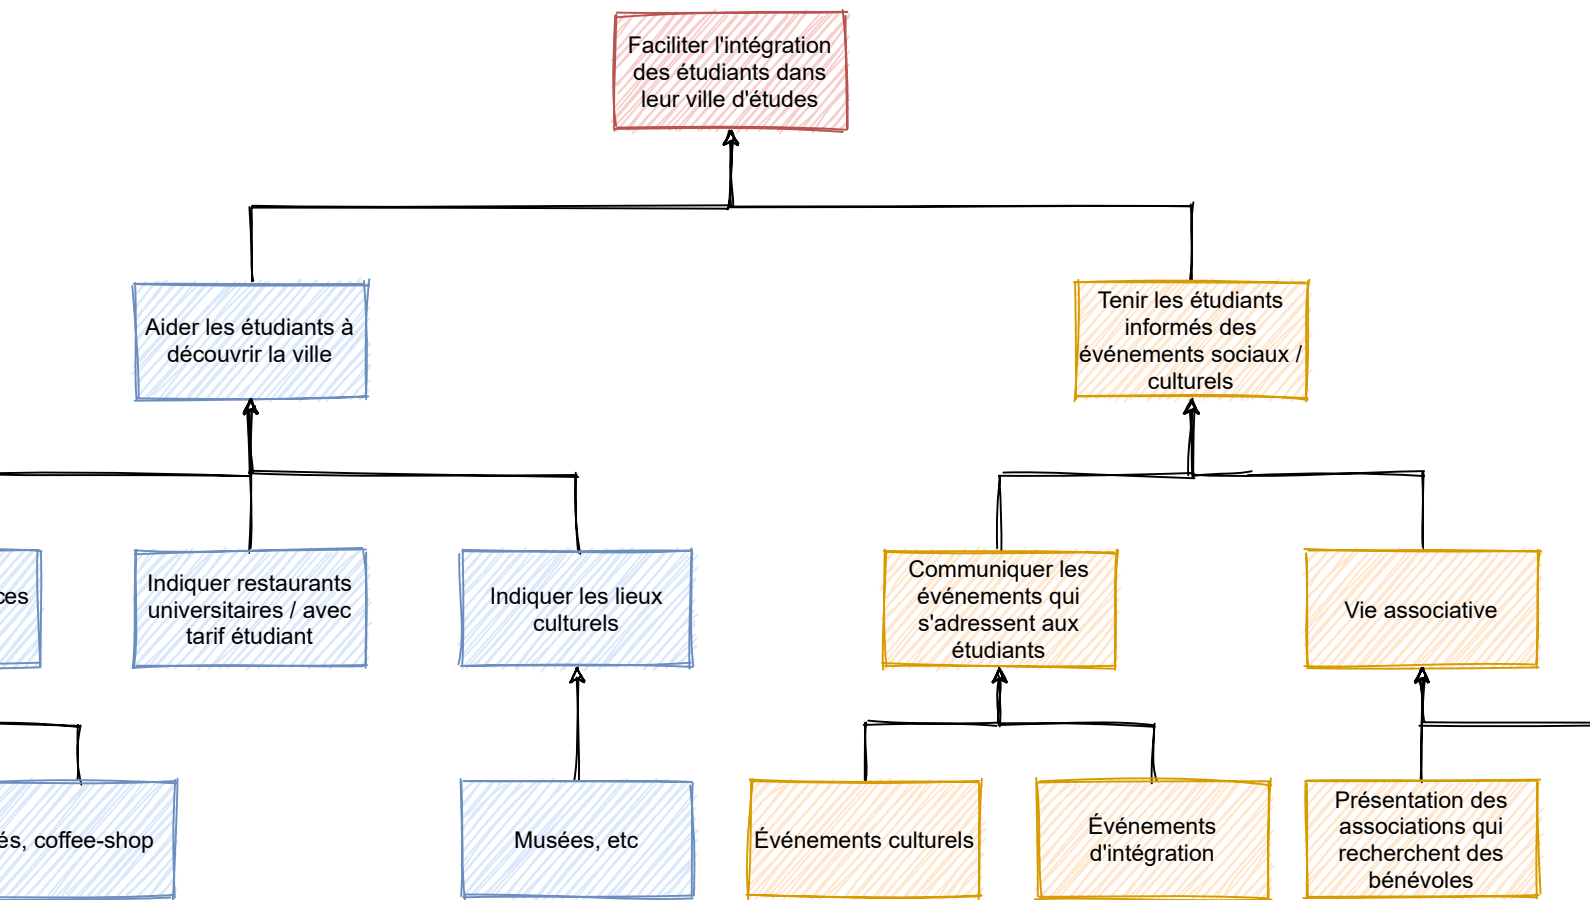 Faciliter l'intégration
des étudiants dans
leur ville d'études
Aider les étudiants à
découvrir la ville
Tenir les étudiants
informés des
événements sociaux /
culturels
Indiquer restaurants
universitaires / avec
tarif étudiant
Indiquer les lieux
culturels
Communiquer les
événements qui
s'adressent aux
étudiants
Vie associative
coffee-shop
Musées, etc
Événements culturels
Événements
d'intégration
Présentation des
associations qui
recherchent des
bénévoles